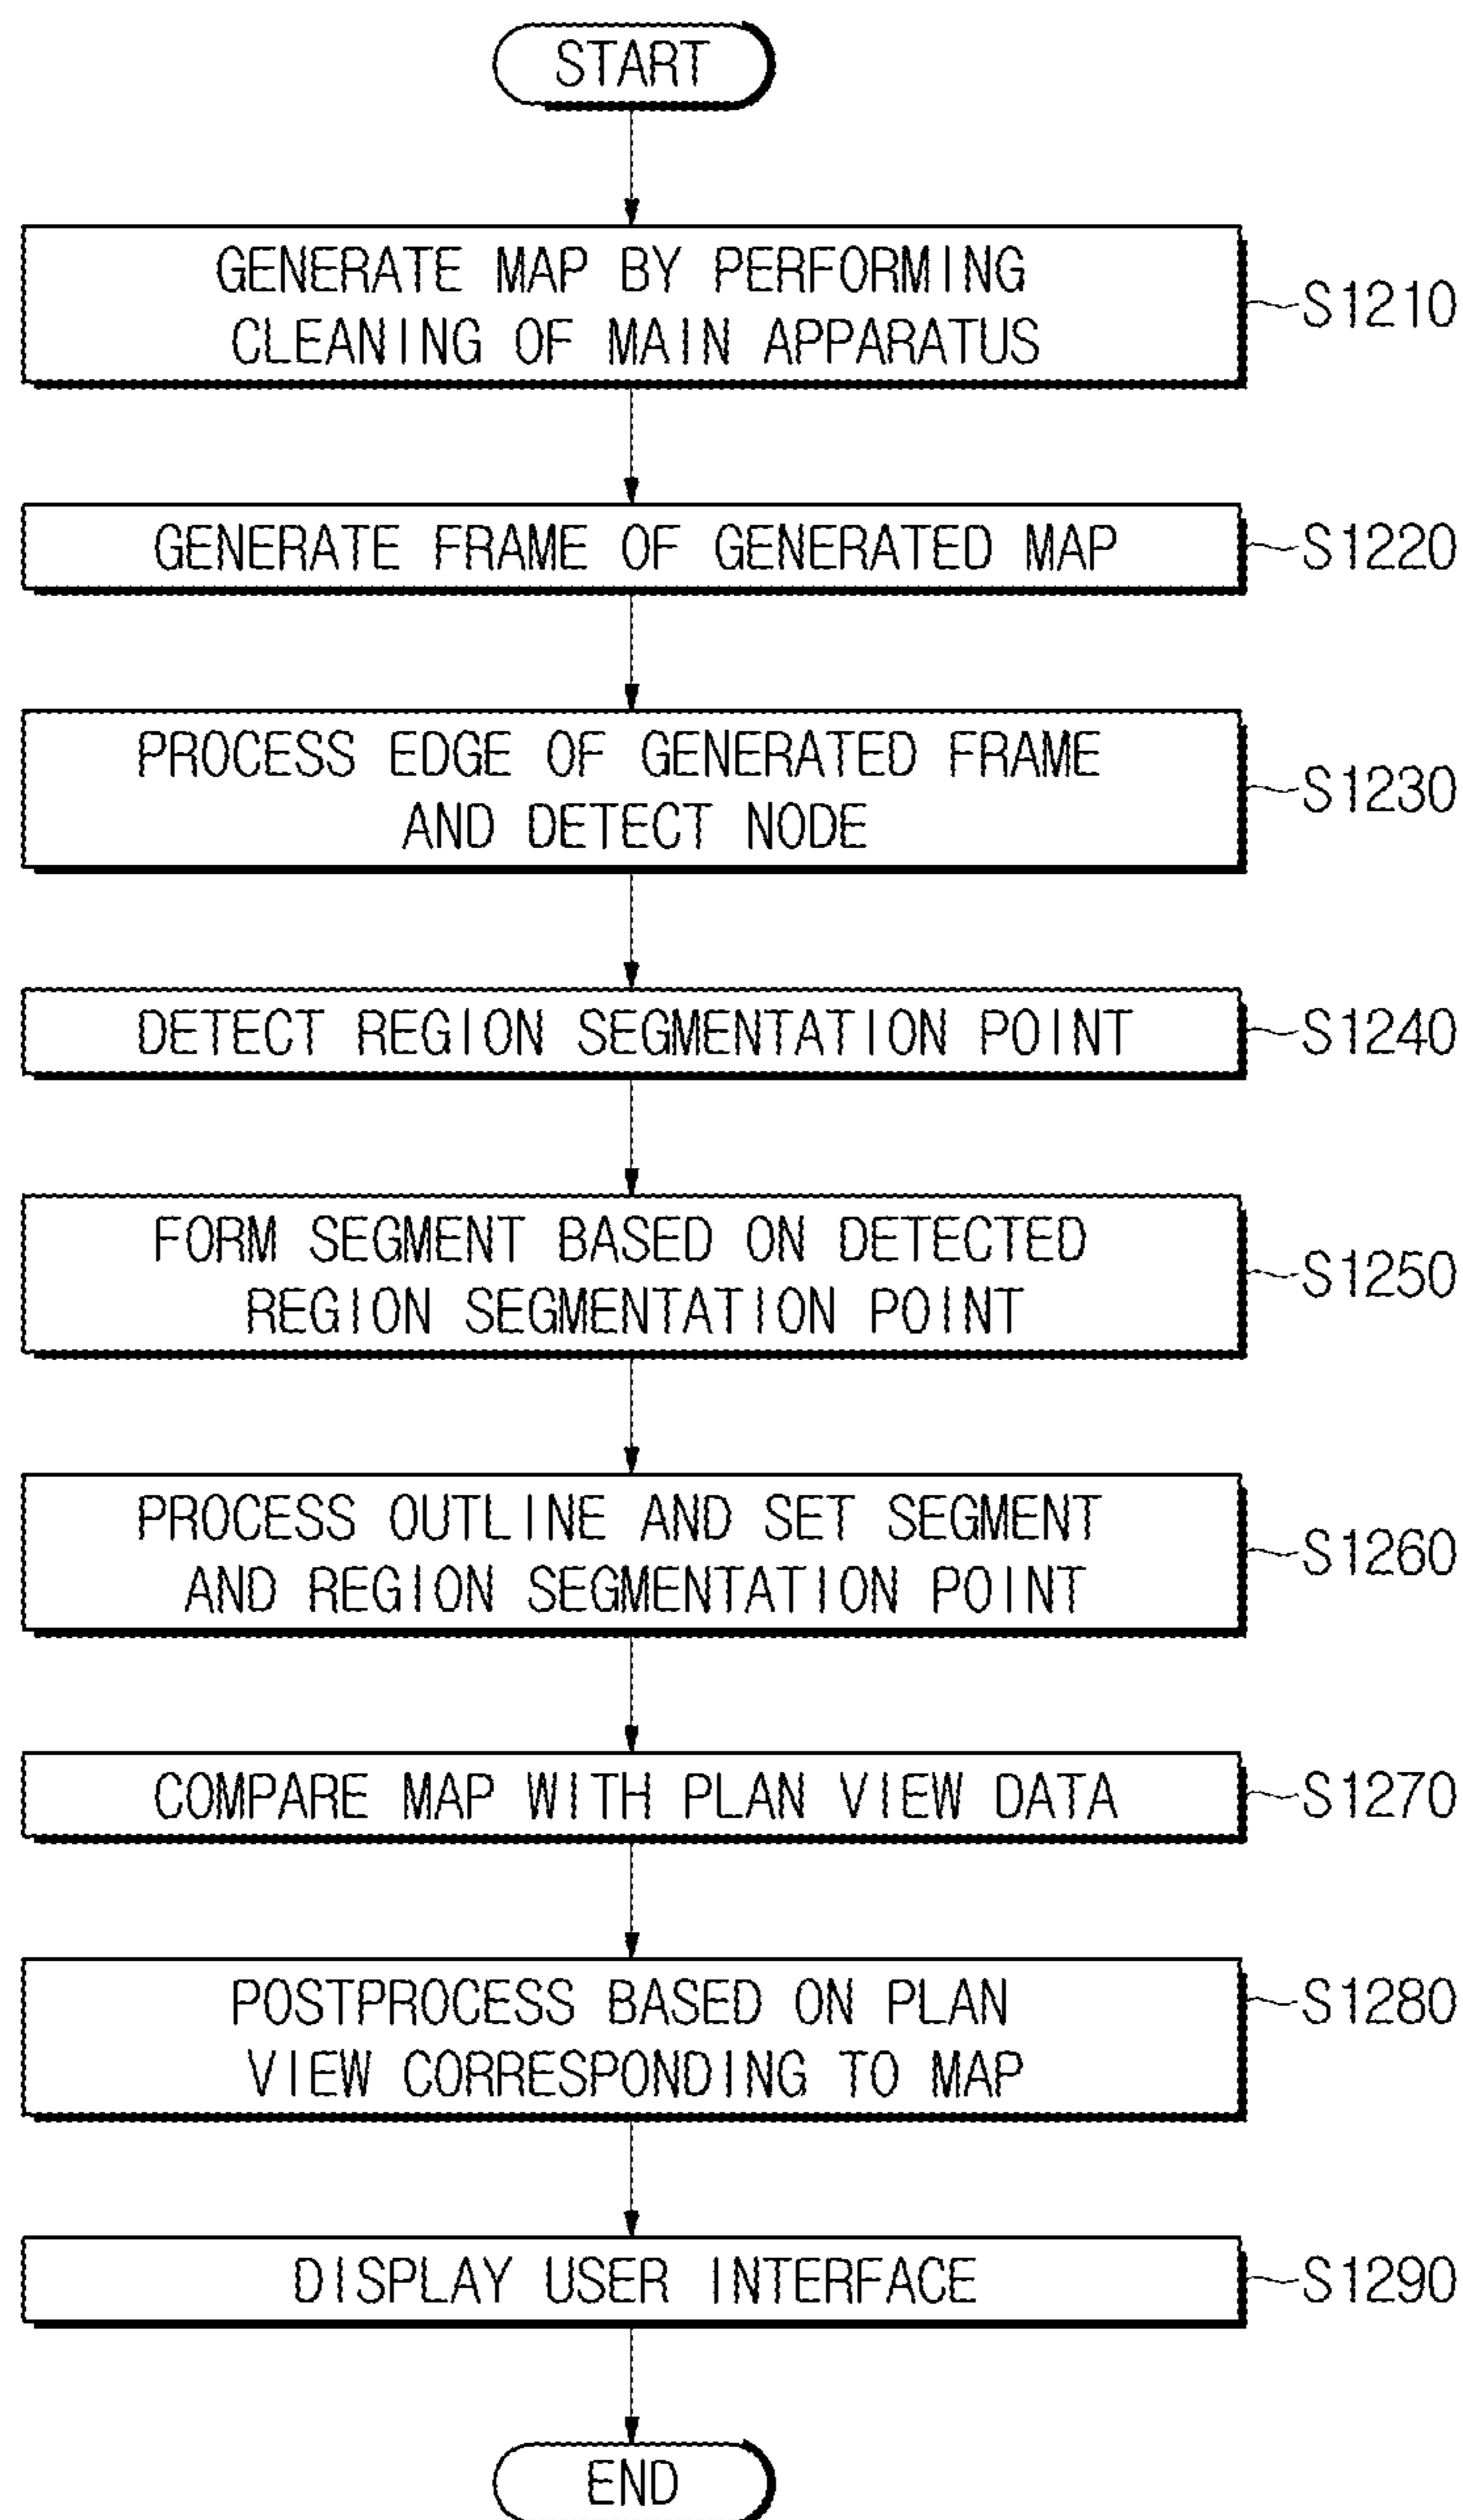 START
GENERATE MAP BY PERFORMING
CLEANING OF MAIN APPARATUS
S1210
GENERATE FRAME OF GENERATED MAP
S1220
PROCESS EDGE OF GENERATED FRAME
AND DETECT NODE
S1230
DETECT REGION SEGMENTATION POINT
S1240
FORM SEGMENT BASED ON DETECTED
REGION SEGMENTATION POINT
S1250
PROCESS OUTLINE AND SET SEGMENT
AND REGION SEGMENTATION POINT
S1260
COMPARE MAP WITH PLAN VIEW DATA
S1270
POSTPROCESS BASED ON PLAN
VIEW CORRESPONDING TO MAP
S1280
DISPLAY USER INTERFACE
S1290
END